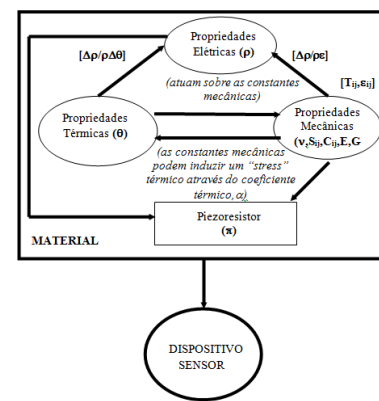 Propriedades
Elétricas (ρ)
[Δρ/ρΔθ]
[Δρ/ρε]
[Tij,εij]
(atuam sobre as constantes
mecânicas)
Propriedades
Térmicas (θ)
Propriedades
Mecânicas
(ν,Sij,Cij,E,G
(as constantes mecânicas
podem induzir um “stress”
térmico através do coeficiente
térmico, α)
Piezoresistor
(π)
MATERIAL
DISPOSITIVO
SENSOR